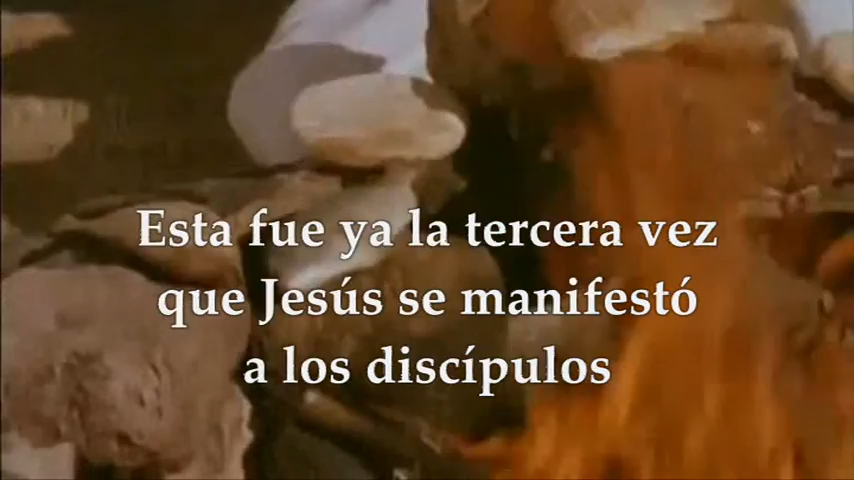 Esta fue ya la tercera vez
que Jesús se manifestó
a los discípulos